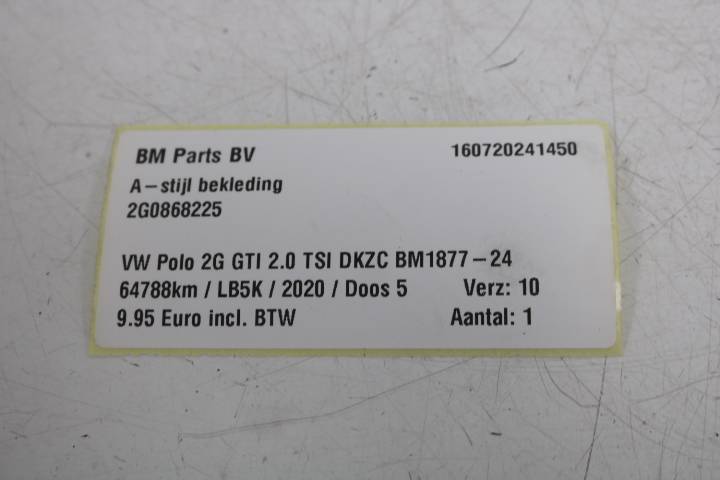 BM Parts BV 160720241450
A-stijl bekleding
2G0868225
VW Polo 2G GTI 2.0 TSI DKZC BM1877-24
64788km / LB5K / 2020 / Doos 5 Verz: 10
9.95 Euro incl. BTW Aantal: 1